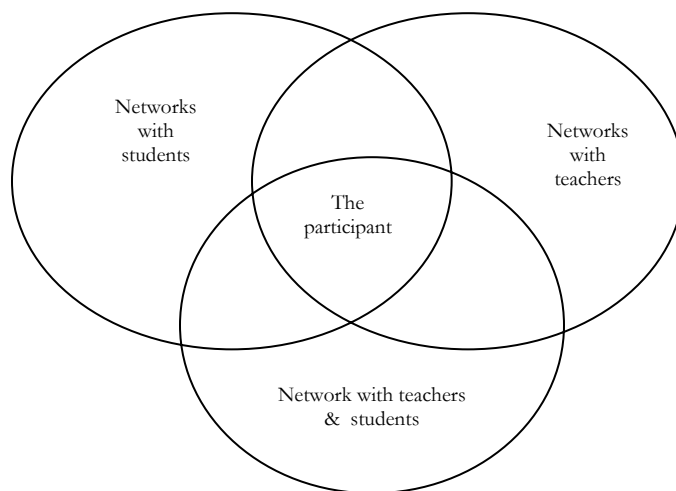 Networks
with
students
Networks
with
teachers
The
participant
Network with teachers
& students